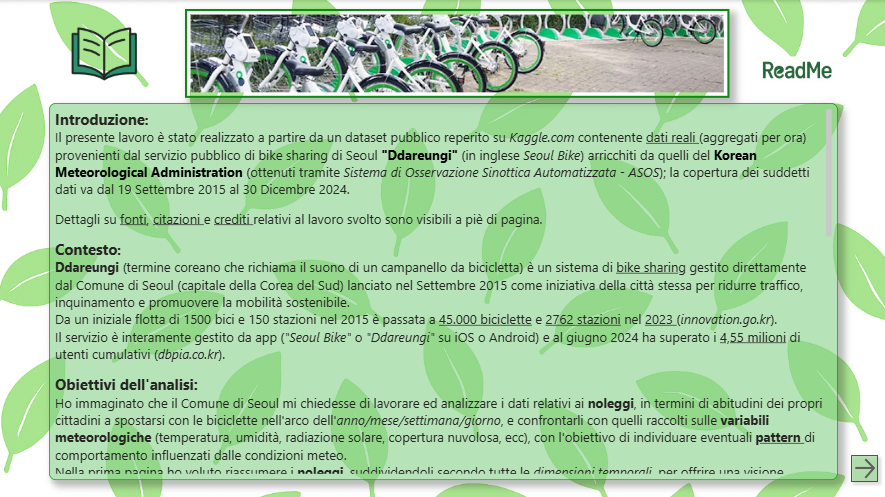 ReadMe
Introduzione:
Il presente lavoro è stato realizzato a partire da un dataset pubblico reperito su Kaggle.com contenente dati reali (aggregati per ora)
provenienti dal servizio pubblico di bike sharing di Seoul "Ddareungi" (in inglese Seoul Bike) arricchiti da quelli del Korean
Meteorological Administration (ottenuti tramite Sistema di Osservazione Sinottica Automatizzata - ASOS); la copertura dei suddetti
dati va dal 19 Settembre 2015 al 30 Dicembre 2024.
Dettagli su fonti, citazioni e crediti relativi al lavoro svolto sono visibili a piè di pagina.
Contesto:
Ddareungi (termine coreano che richiama il suono di un campanello da bicicletta) è un sistema di bike sharing gestito direttamente
dal Comune di Seoul (capitale della Corea del Sud) lanciato nel Settembre 2015 come iniziativa della città stessa per ridurre traffico,
inquinamento e promuovere la mobilità sostenibile.
Da un iniziale flotta di 1500 bici e 150 stazioni nel 2015 è passata a 45.000 biciclette e 2762 stazioni nel 2023 (innovation.go.kr).
Il servizio è interamente gestito da app ("Seoul Bike" o "Ddareungi" su iOS o Android) e al giugno 2024 ha superato i 4,55 milioni di
utenti cumulativi (dbpia.co.kr).
Obiettivi dell'analisi:
Ho immaginato che il Comune di Seoul mi chiedesse di lavorare ed analizzare i dati relativi ai noleggi, in termini di abitudini dei propri
cittadini a spostarsi con le biciclette nell'arco dell'anno/mese/settimana/giorno, e confrontarli con quelli raccolti sulle variabili
meteorologiche (temperatura, umidità, radiazione solare, copertura nuvolosa, ecc), con l'obiettivo di individuare eventuali pattern di
comportamento influenzati dalle condizioni meteo.
Nella prima pagina ho voluto riassumere i noleggi, suddividendoli secondo tutte le dimensioni temporali, per offrire una visione